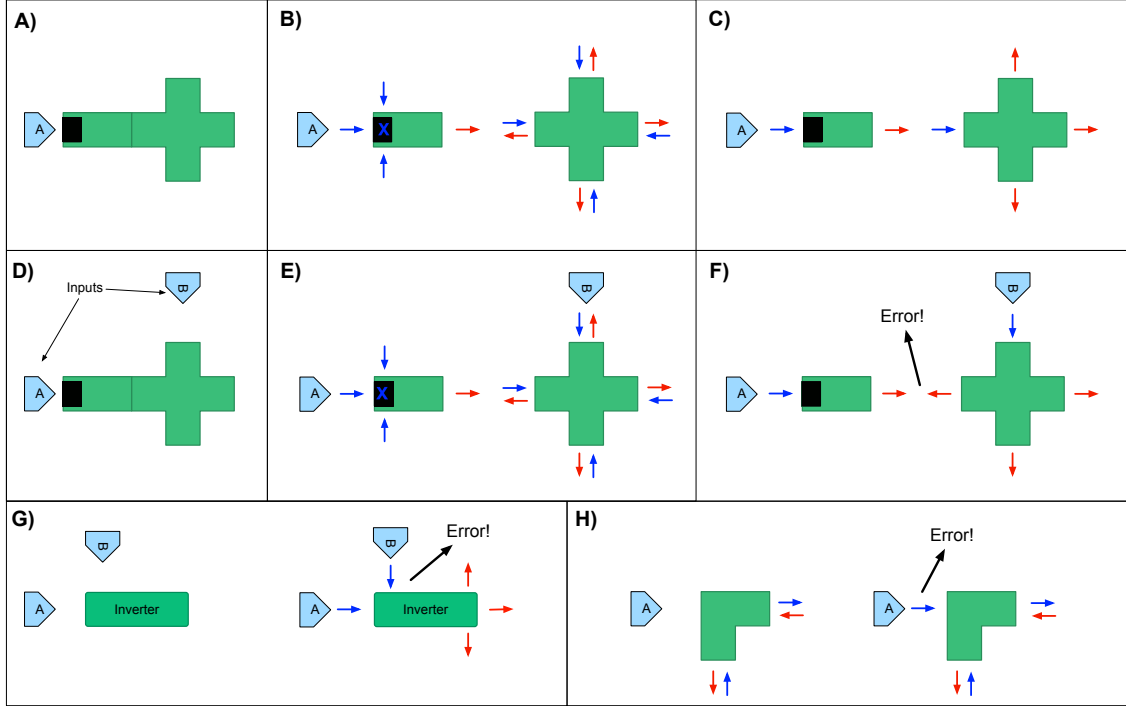 A)
A
B)
A
X
C)
A
D)
Inputs
B
A
E)
B
A
X
F)
B
Error!
A
G)
B
A
Inverter
B
Error!
A
Inverter
H)
A
Error!
A